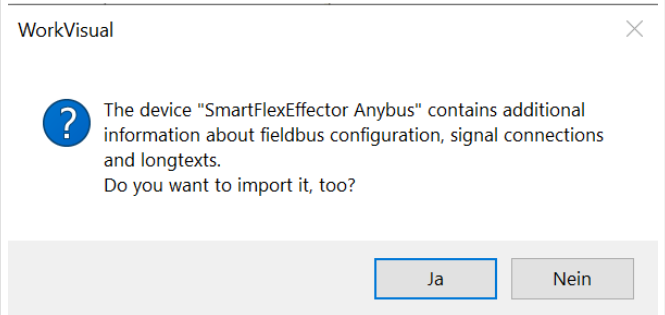 WorkVisual
The device "SmartFlexEffector Anybus" contains additional
information about fieldbus configuration, signal connections
and longtexts.
Do you want to import it, too?
Ja
Nein